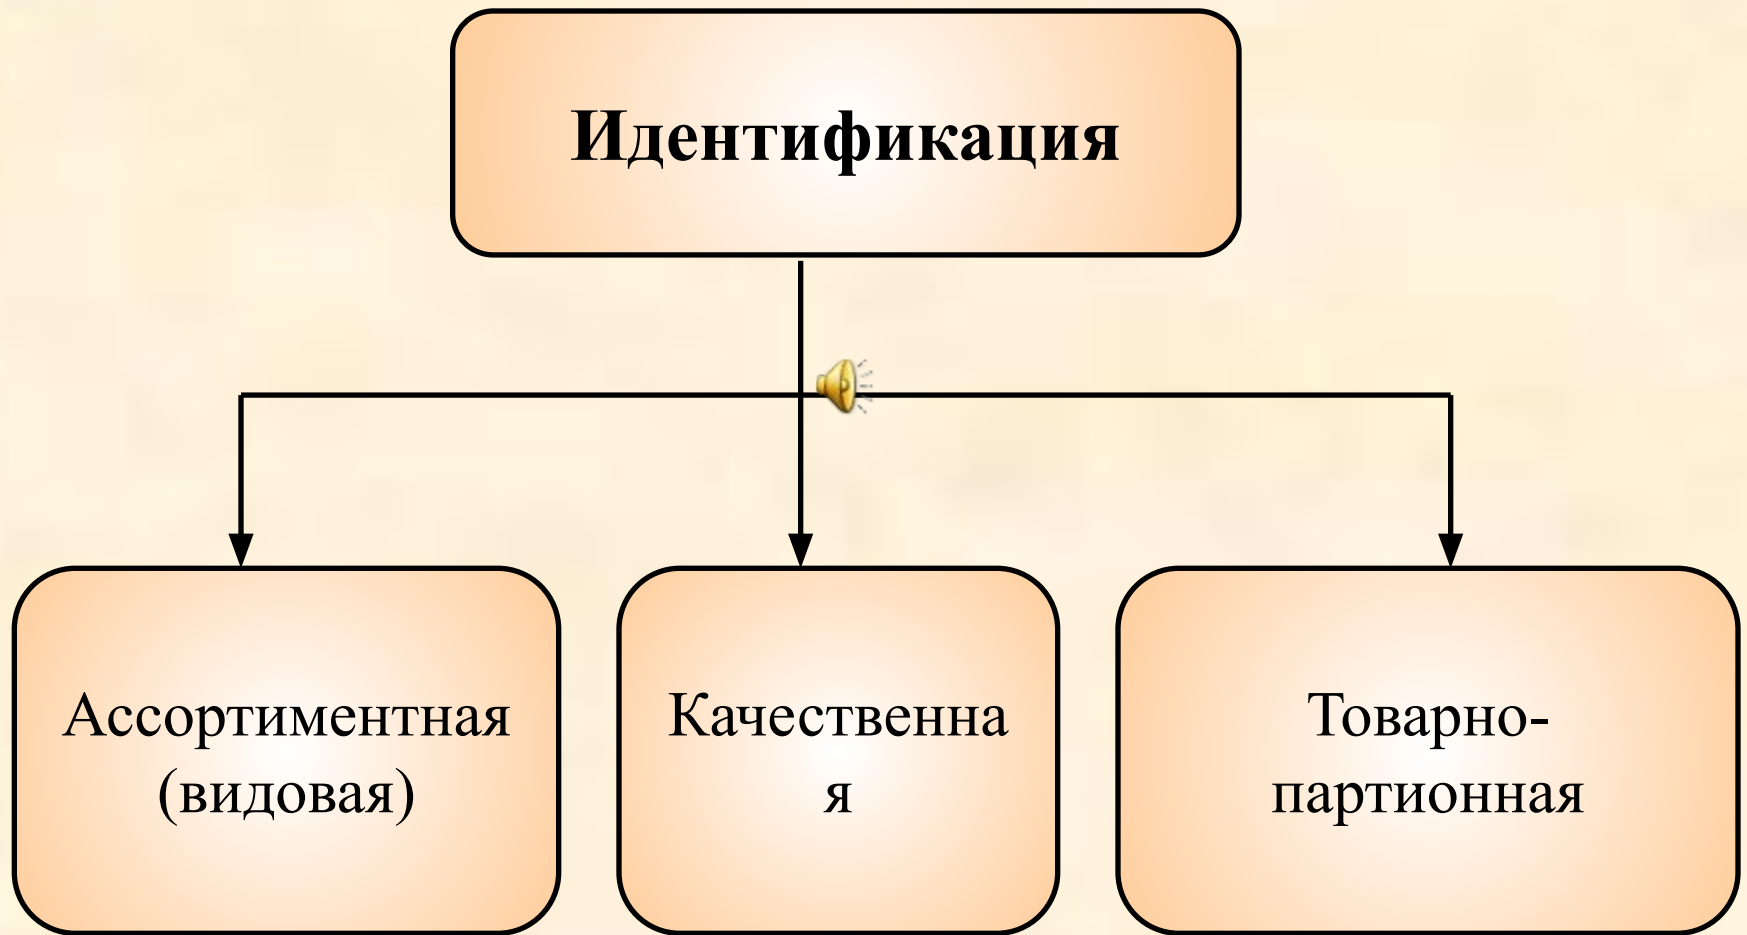 Идентификация
Ассортиментная
(видовая)
Качественна
я
Товарно-
партионная